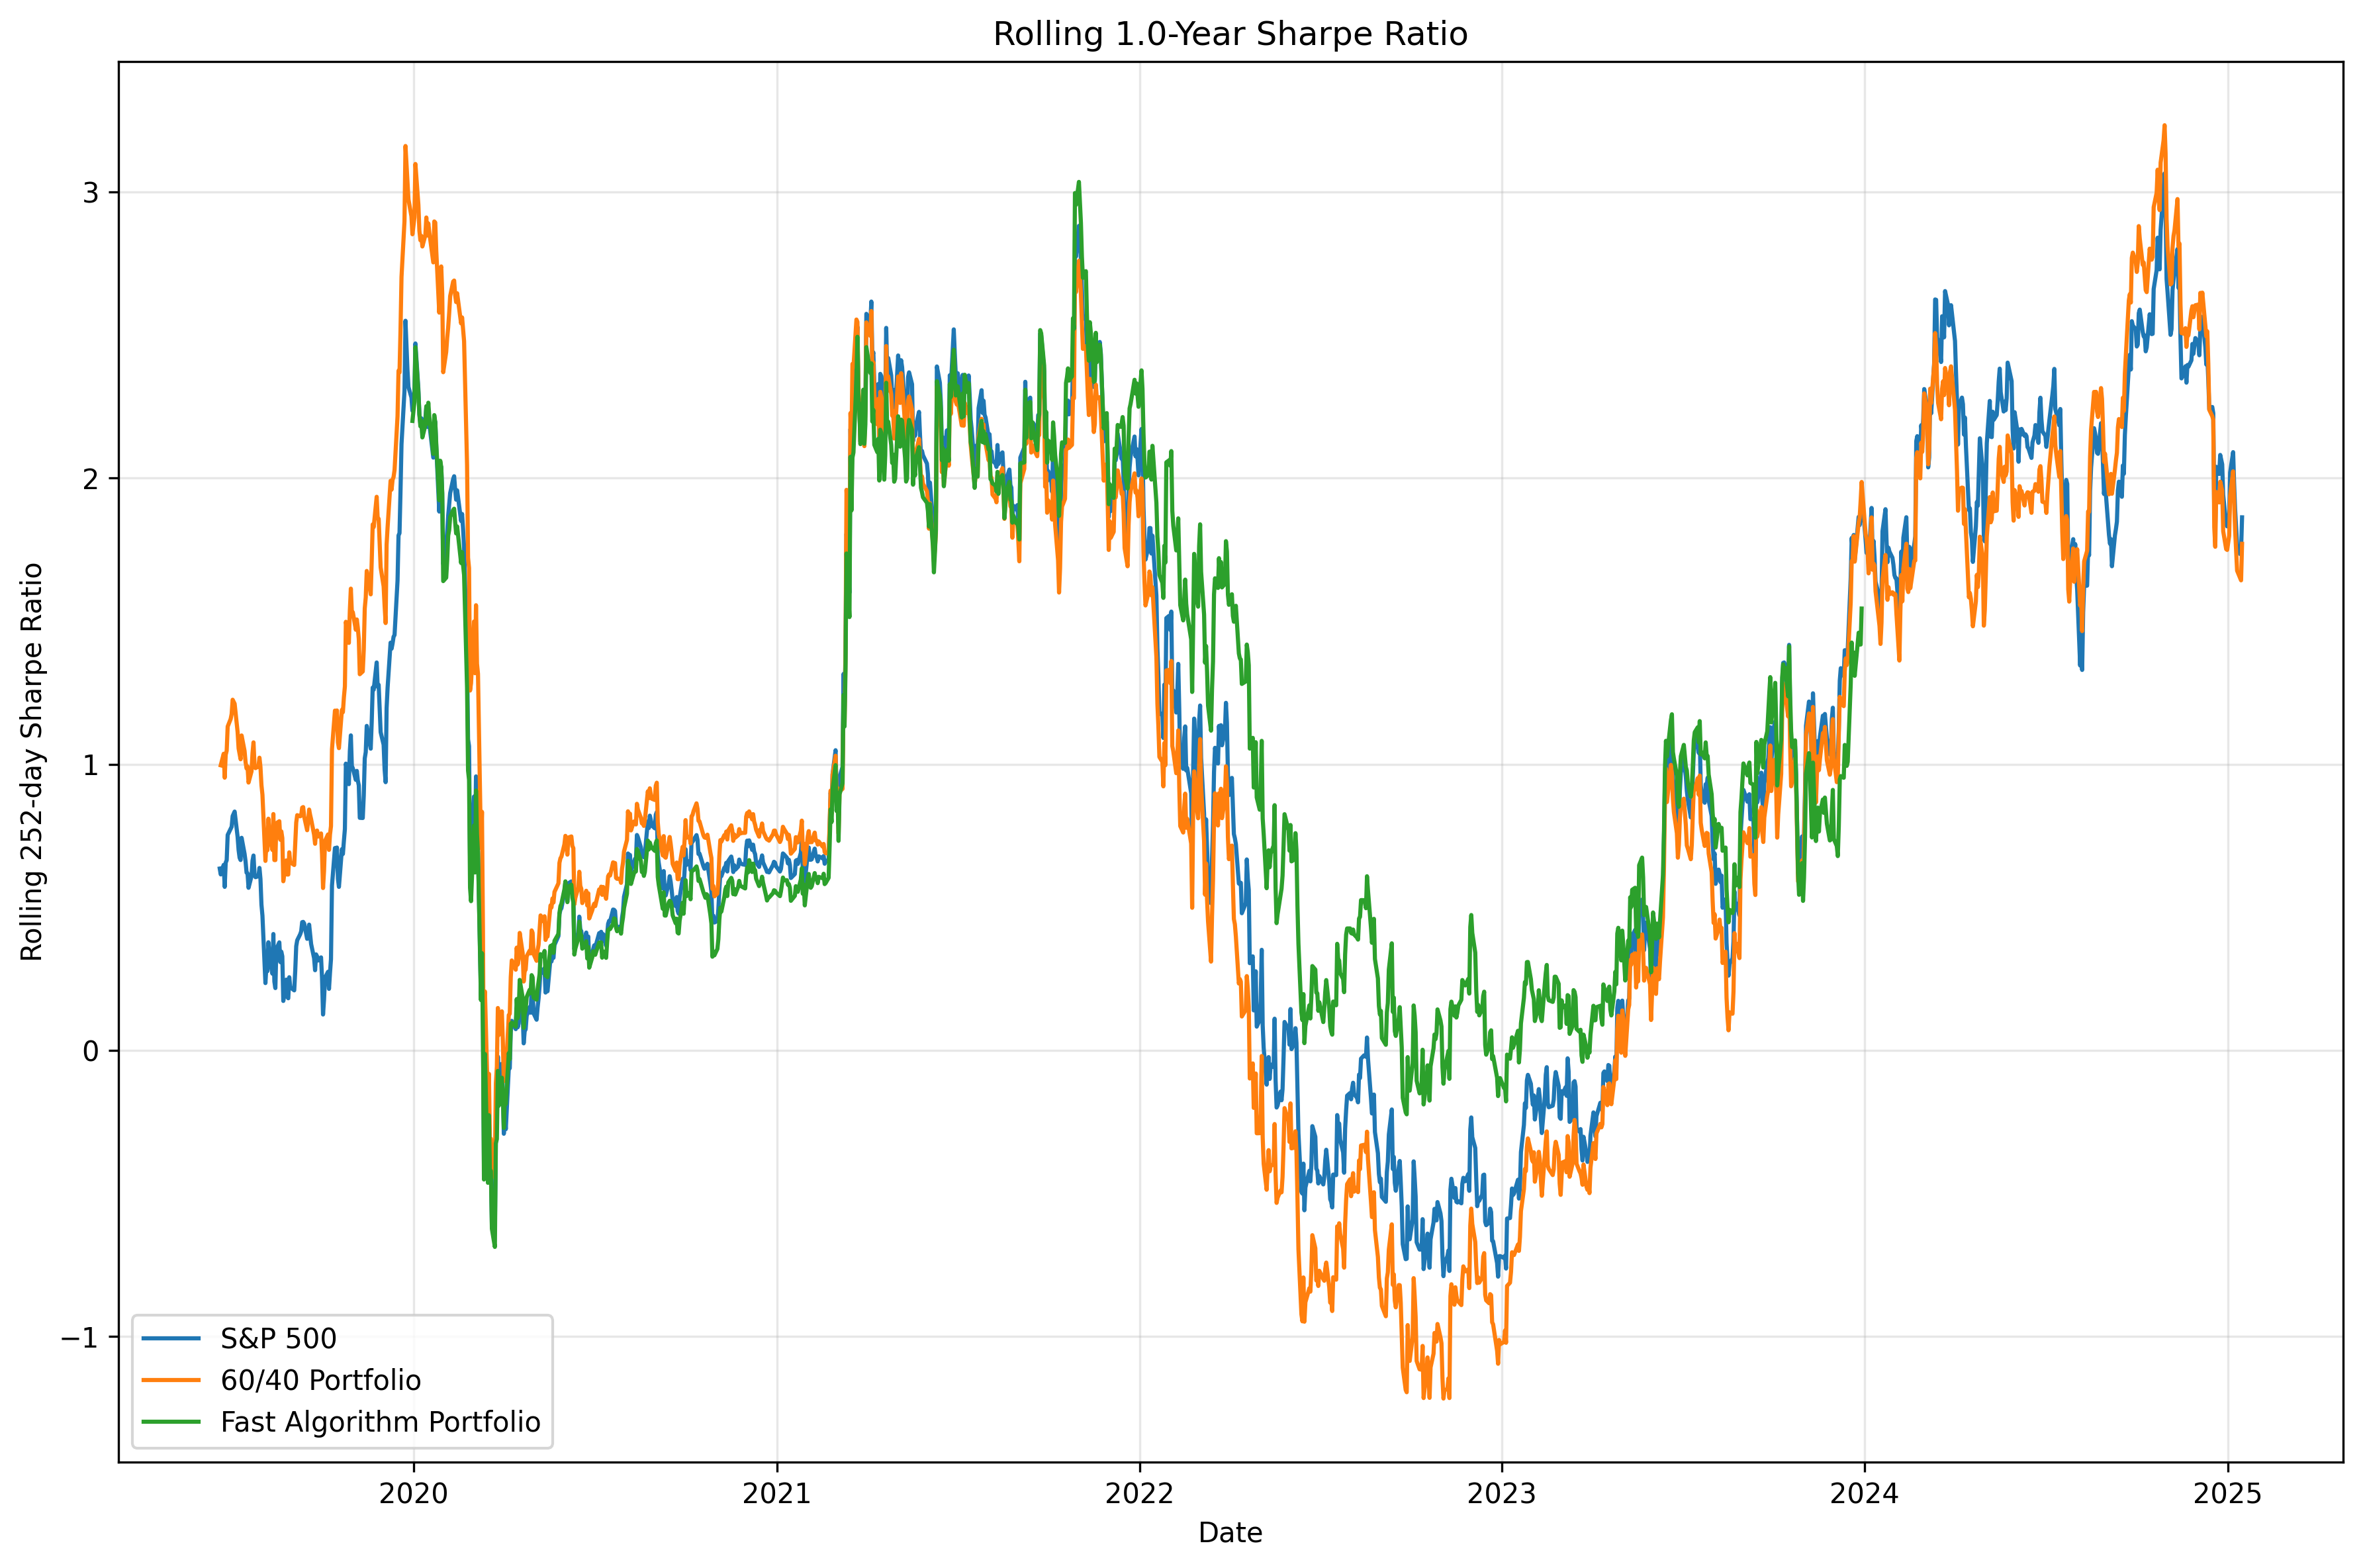 Rolling 1.0-Year Sharpe Ratio
Rolling 252-day Sharpe Ratio
3
2
1
0
−1
S&P 500
60/40 Portfolio
Fast Algorithm Portfolio
2020
2021
2022
2023
2024
2025
Date